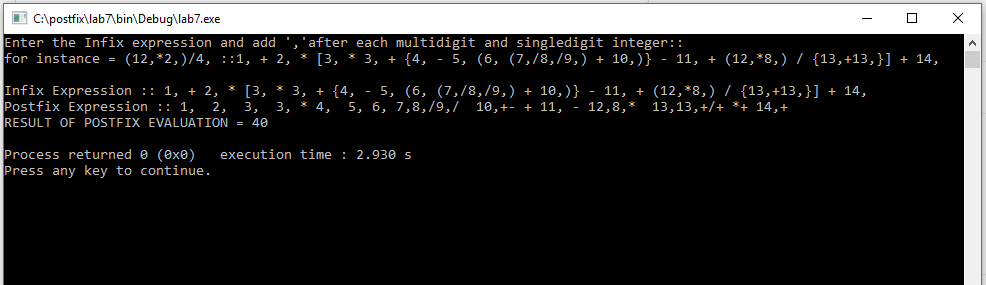 C:\postfix\lab7\bin\Debug\lab7.exe
Enter the Infix expression and add ','after each multidigit and singledigit integer::
for instance = (12,*2,)/4, ::1, + 2, * [3, * 3, + {4, - 5, (6, (7,/8,/9,) + 10,)} - 11, + (12,*8,) / {13,+13,}] + 14,
Infix Expression :: 1, + 2, * [3, * 3, + {4, - 5, (6, (7,/8,/9,) + 10,)} - 11, + (12,*8,) / {13,+13,}] + 14,
Postfix Expression :: 1,  2,  3,  3,* 4,  5, 6, 7,8,/9,/  10,+- + 11, - 12,8,*  13,13,+/+ *+ 14,+
RESULT OF POSTFIX EVALUATION = 40
Process returned 0 (0x0)   execution time : 2.930 s
Press any key to continue.